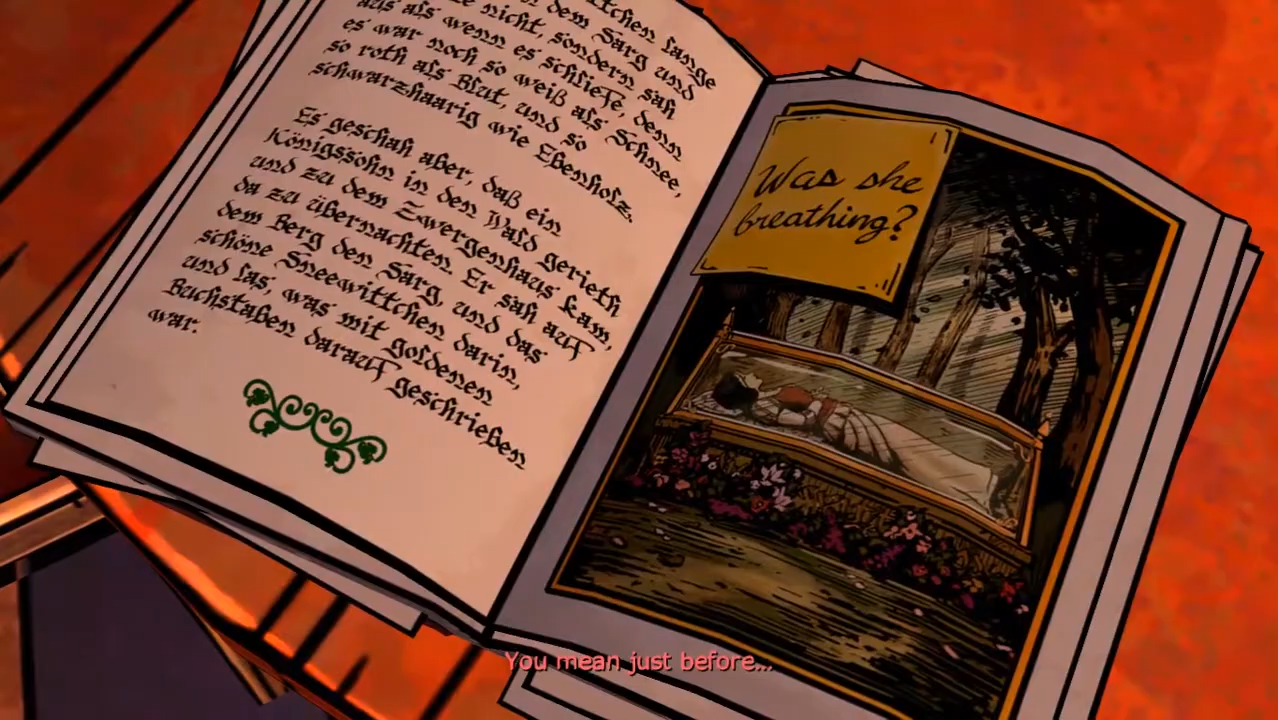 ittchen lange
nicht, sondern sah
aus als wenn es schliefe, denn
es war noch so weiß als Schnee,
so roth als Blut, und so
schwarzhaarig wie Ebenholz.
Es geschah aber, daß ein
Königssohn in den Wald gerieth
und zu dem Zwergenhaus kam,
da zu übernachten. Er sah auf
dem Berg den Sarg, und das
schöne Sneewittchen darin,
und las, was mit goldenen
Buchstaben darauf geschrieben
war:
Was she
breathing?
You mean just before...